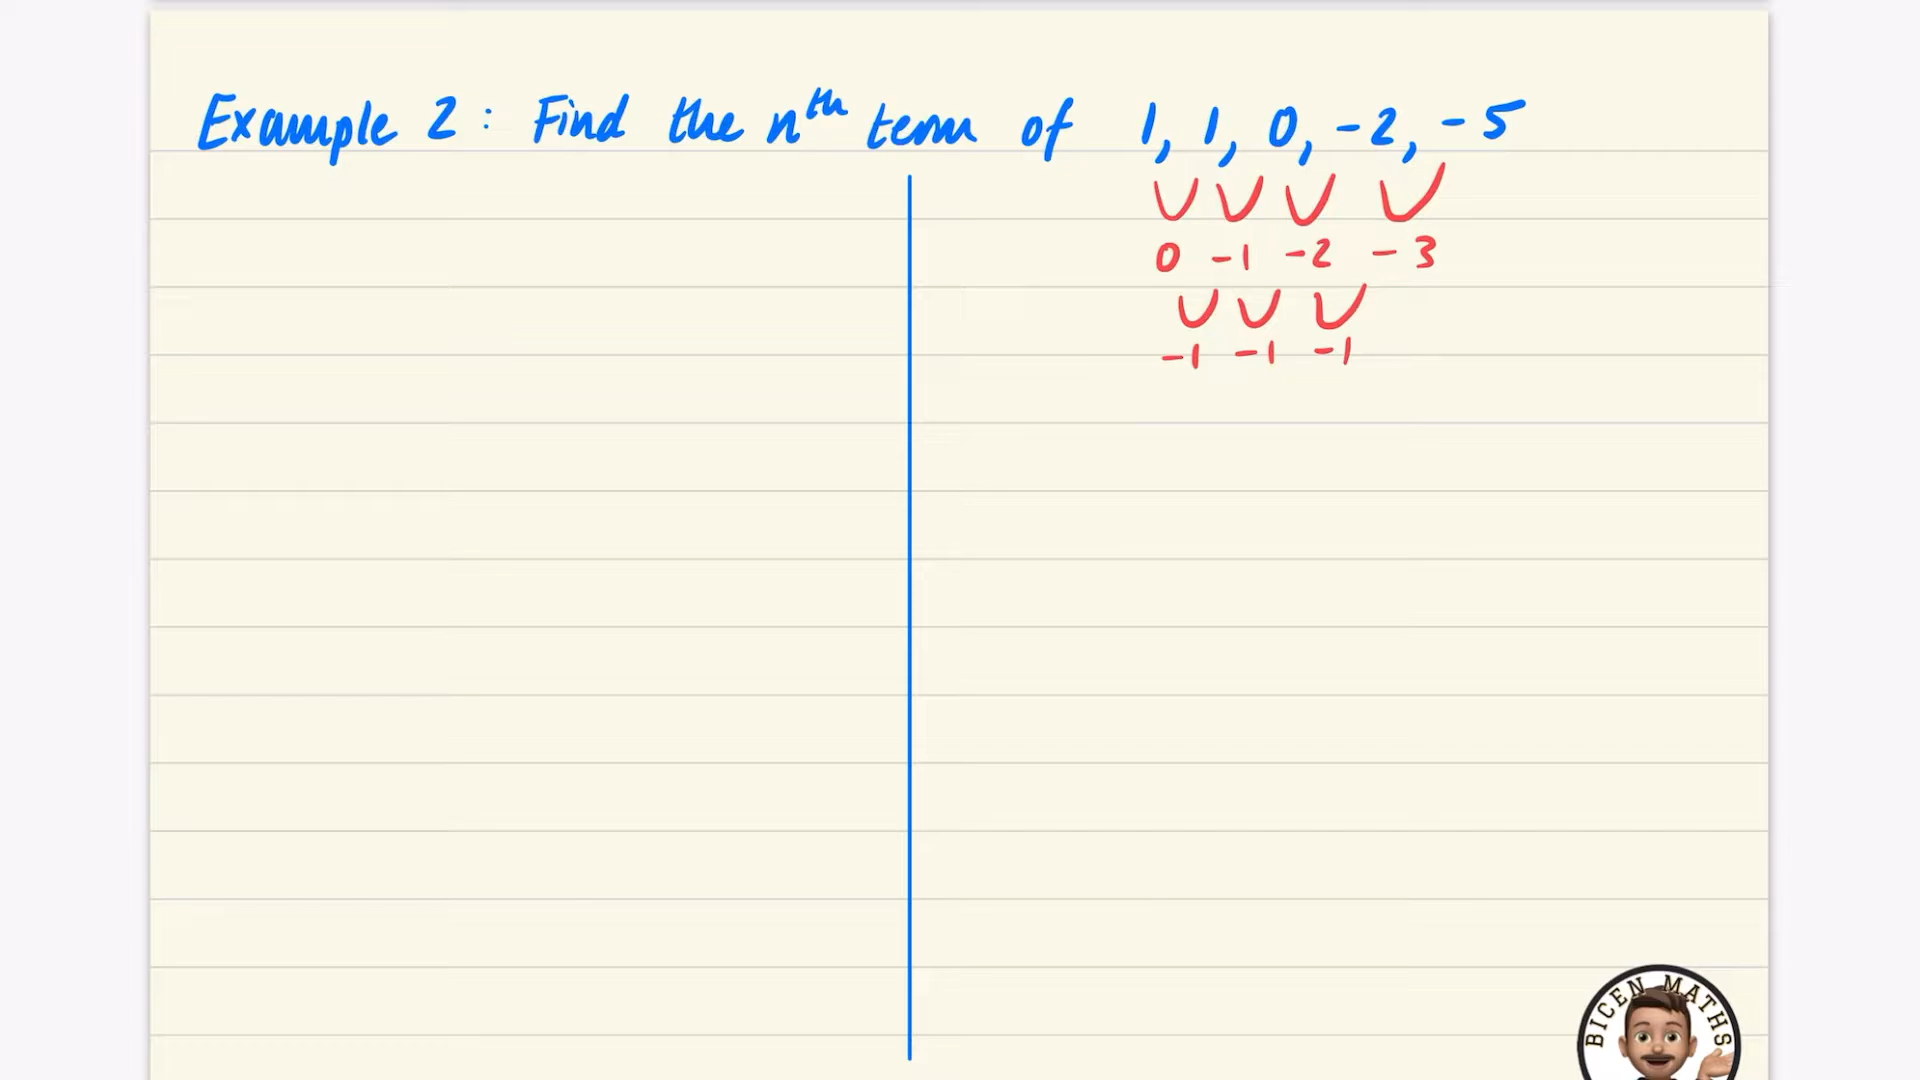 Example 2: Find the nth term of 1, 1, 0, -2, -5
0 -1 -2 -3
-1 -1 -1
BICEN MATHS